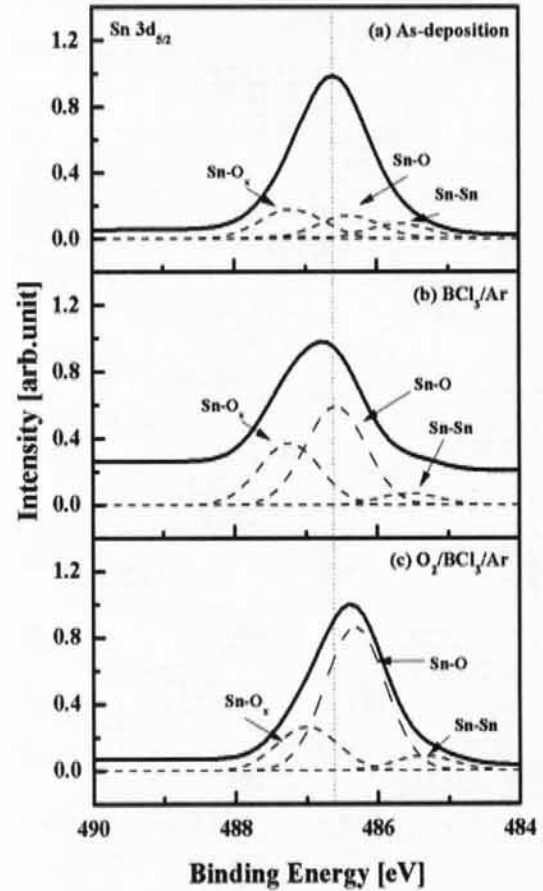 Sn 3d5/2
(a) As-deposition
1.2
0.8
0.4
0.0
Sn-Ox
Sn-O
Sn-Sn
(b) BCl3/Ar
1.2
0.8
0.4
0.0
Sn-Ox
Sn-O
Sn-Sn
(c) O2/BCl3/Ar
1.2
0.8
0.4
0.0
Sn-Ox
Sn-O
Sn-Sn
Intensity [arb.unit]
490
488
486
484
Binding Energy [eV]